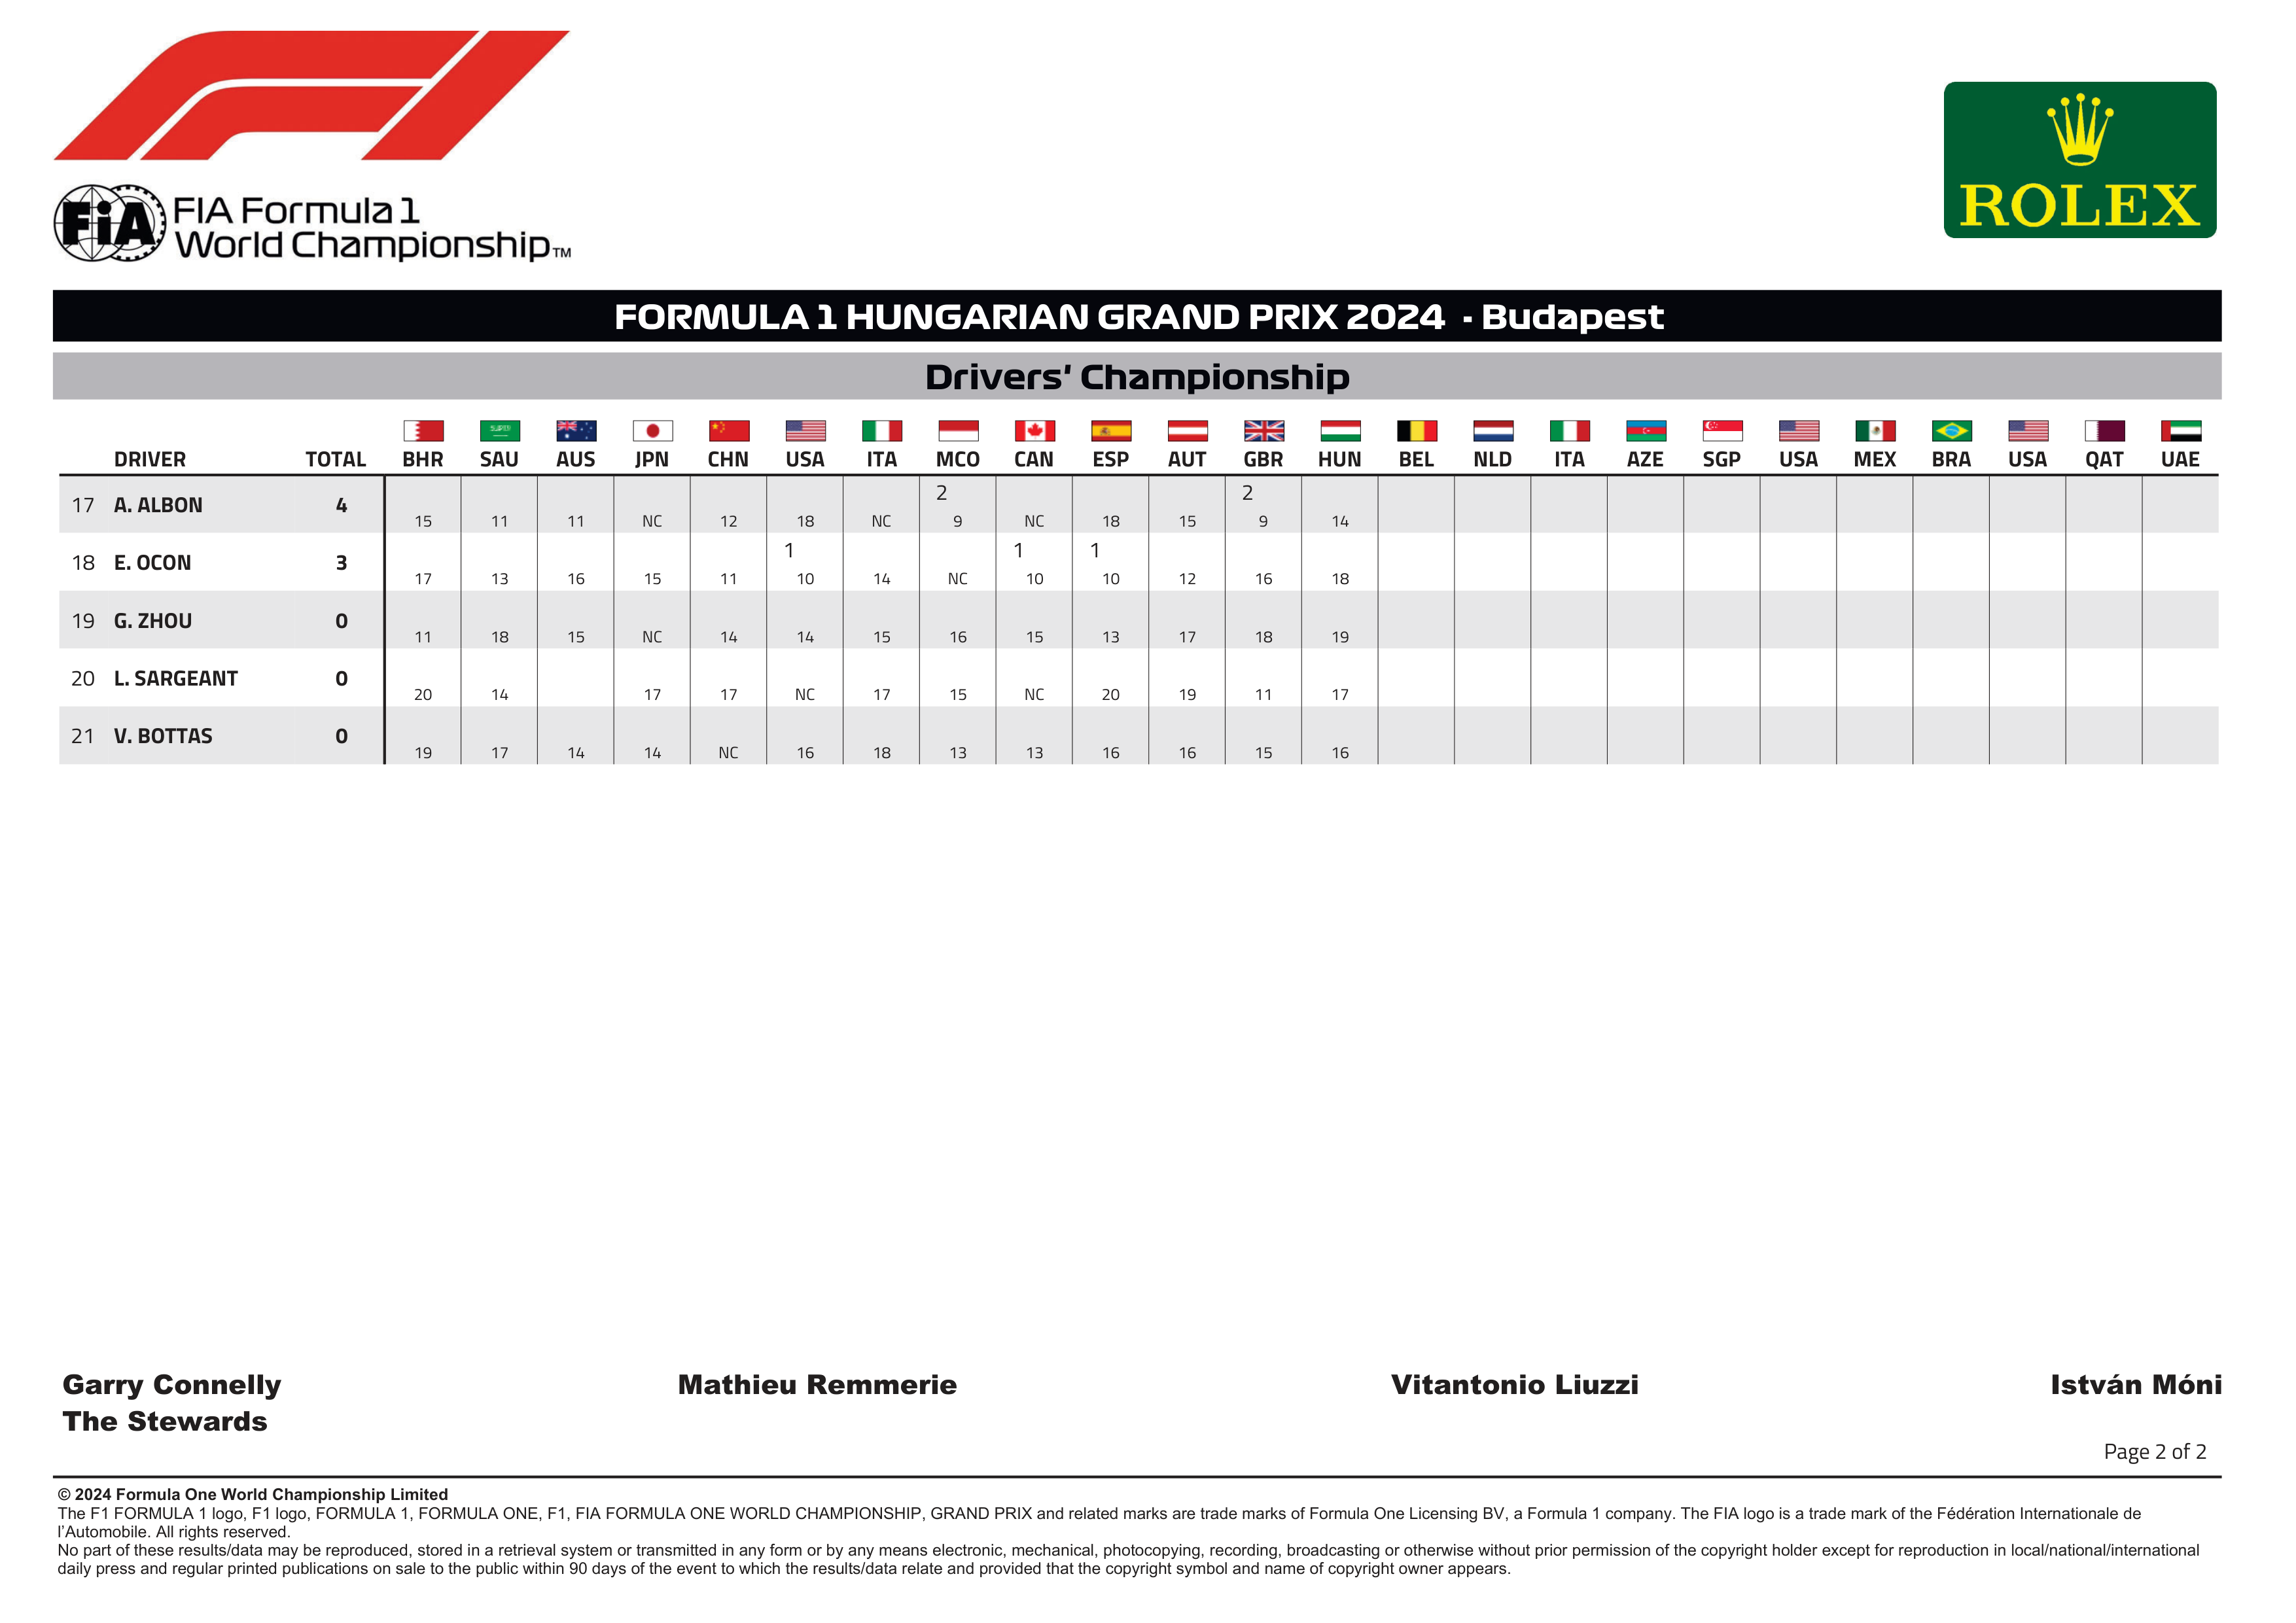 FIA FIA Formula 1
World Championship™
ROLEX
FORMULA 1 HUNGARIAN GRAND PRIX 2024 - Budapest
Drivers' Championship
DRIVER TOTAL BHR SAU AUS JPN CHN USA ITA MCO CAN ESP AUT GBR HUN BEL NLD ITA AZE SGP USA MEX BRA USA QAT UAE
2 2
17 A. ALBON 4
15 11 11 NC 12 18 NC 9 NC 18 15 9 14
1 1 1
18 E. OCON 3
17 13 16 15 11 10 14 NC 10 10 12 16 18
19 G. ZHOU 0
11 18 15 NC 14 14 15 16 15 13 17 18 19
20 L. SARGEANT 0
20 14 17 17 NC 17 15 NC 20 19 11 17
21 V. BOTTAS 0
19 17 14 14 NC 16 18 13 13 16 16 15 16
Garry Connelly Mathieu Remmerie Vitantonio Liuzzi István Móni
The Stewards
Page 2 of 2
© 2024 Formula One World Championship Limited
The F1 FORMULA 1 logo, F1 logo, FORMULA 1, FORMULA ONE, F1, FIA FORMULA ONE WORLD CHAMPIONSHIP, GRAND PRIX and related marks are trade marks of Formula One Licensing BV, a Formula 1 company. The FIA logo is a trade mark of the Fédération Internationale de
l'Automobile. All rights reserved.
No part of these results/data may be reproduced, stored in a retrieval system or transmitted in any form or by any means electronic, mechanical, photocopying, recording, broadcasting or otherwise without prior permission of the copyright holder except for reproduction in local/national/international
daily press and regular printed publications on sale to the public within 90 days of the event to which the results/data relate and provided that the copyright symbol and name of copyright owner appears.